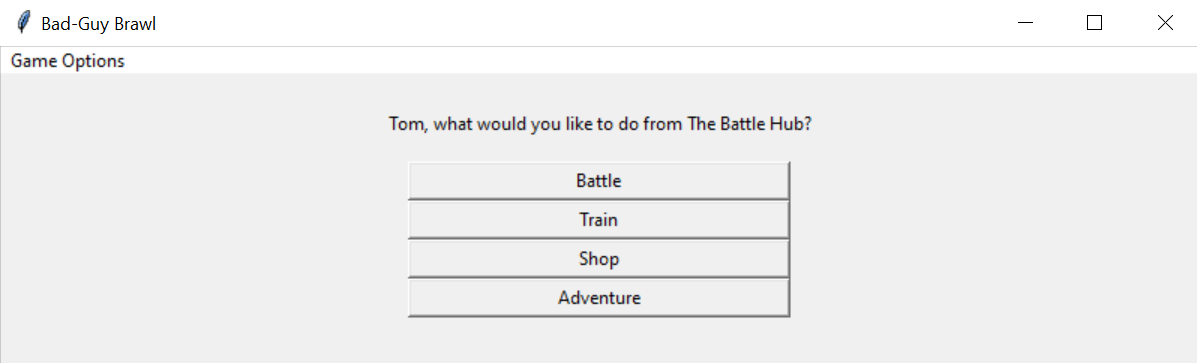 Bad-Guy Brawl
Game Options
Tom, what would you like to do from The Battle Hub?
Battle
Train
Shop
Adventure